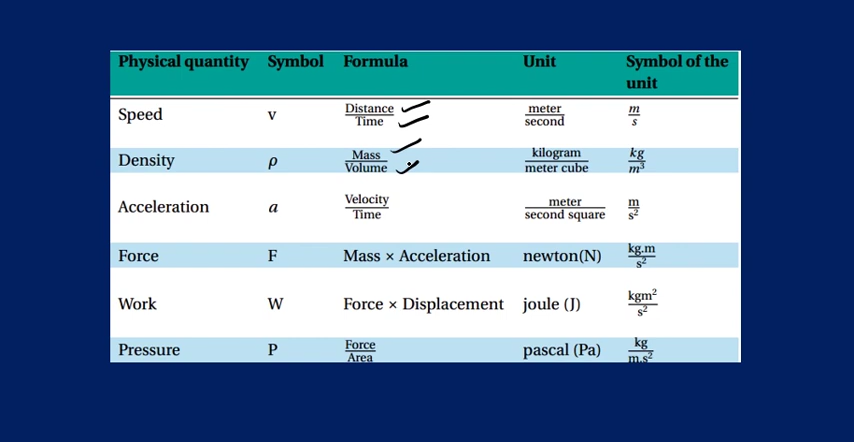 Physical quantity Symbol Formula Unit Symbol of the unit
Speed v Distance/Time meter/second m/s
Density ρ Mass/Volume kilogram/meter cube kg/m³
Acceleration a Velocity/Time meter/second square m/s²
Force F Mass × Acceleration newton(N) kg.m/s²
Work W Force × Displacement joule (J) kgm²/s²
Pressure P Force/Area pascal (Pa) kg/m.s²